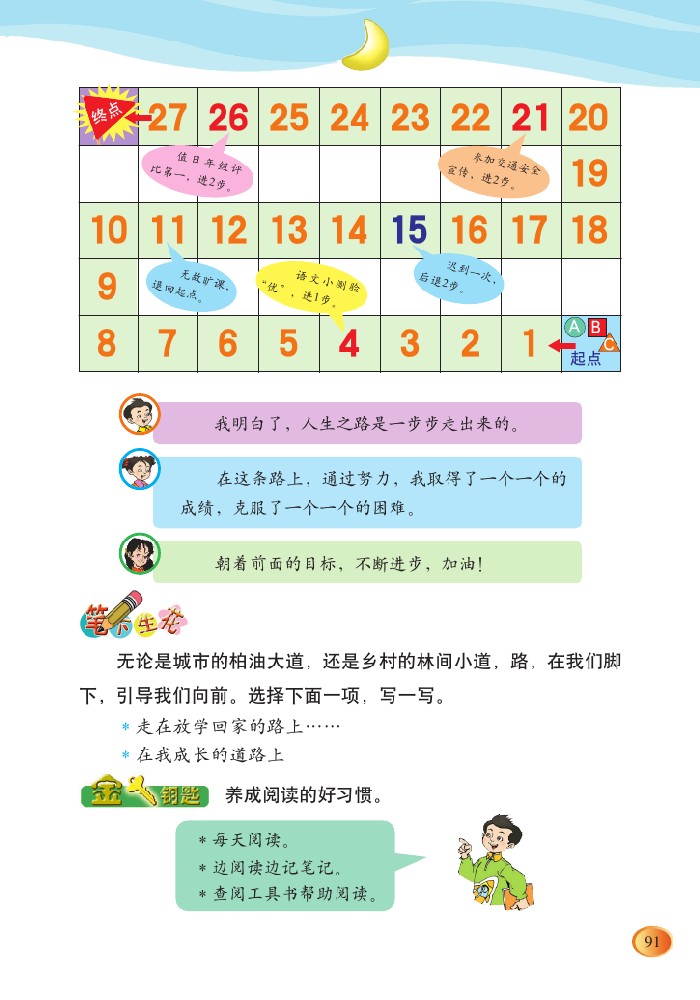 终点 27 26 25 24 23 22 21 20
值日年级评
比第一，进2步。
参加交通安全
宣传，进2步。
19
10 11 12 13 14 15 16 17 18
9
无故旷课，
退回起点。
语文小测验
“优”，进1步。
迟到一次，
后退2步。
8 7 6 5 4 3 2 1
A B C
起点
我明白了，人生之路是一步步走出来的。
在这条路上，通过努力，我取得了一个一个的
成绩，克服了一个一个的困难。
朝着前面的目标，不断进步，加油！
笔下生花
无论是城市的柏油大道，还是乡村的林间小道，路，在我们脚
下，引导我们向前。选择下面一项，写一写。
* 走在放学回家的路上……
* 在我成长的道路上
金钥匙 养成阅读的好习惯。
* 每天阅读。
* 边阅读边记笔记。
* 查阅工具书帮助阅读。
91